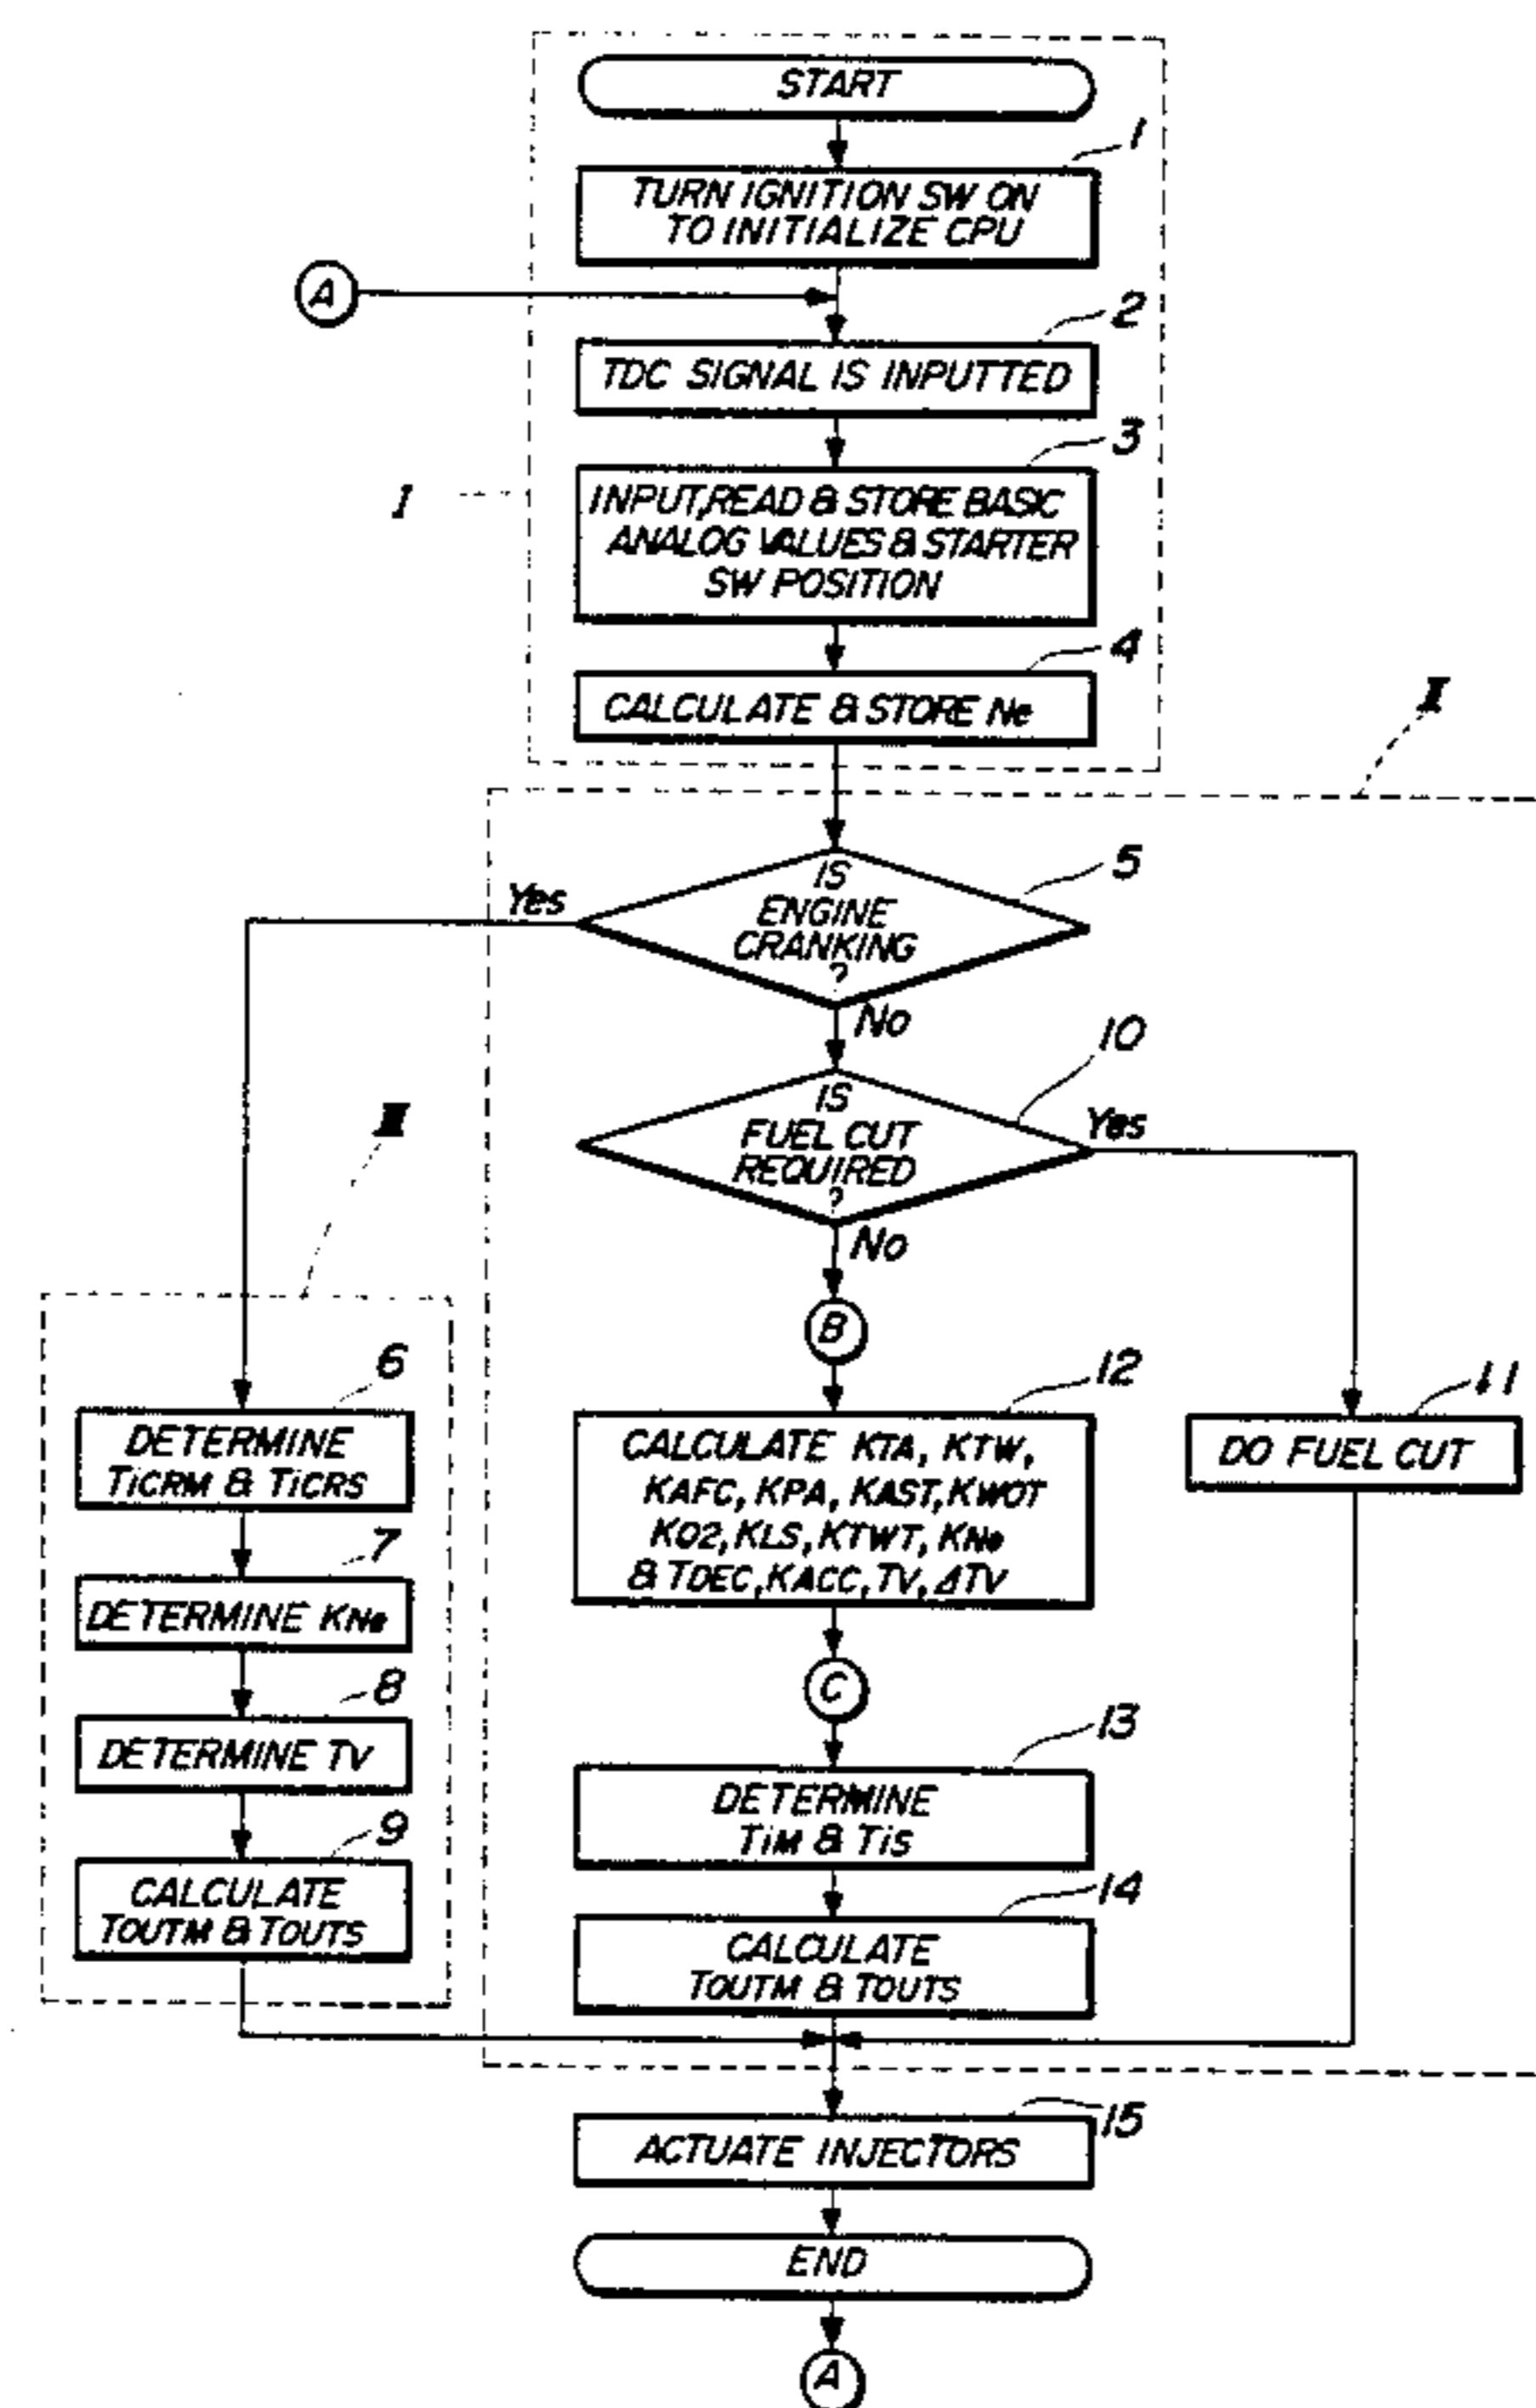 START
1
TURN IGNITION SW ON
TO INITIALIZE CPU
A
2
TDC SIGNAL IS INPUTTED
3
I
INPUT, READ & STORE BASIC
ANALOG VALUES & STARTER
SW POSITION
4
CALCULATE & STORE Ne
II
5
IS
ENGINE
CRANKING
?
Yes
No
10
IS
FUEL CUT
REQUIRED
?
Yes
No
III
B
6
DETERMINE
TiCRM & TiCRS
7
DETERMINE KNe
8
DETERMINE TV
9
CALCULATE
TOUTM & TOUTS
12
CALCULATE KTA, KTW,
KAFC, KPA, KAST, KWOT
KO2, KLS, KTWT, KNe
& TDEC, KACC, TV, ΔTV
11
DO FUEL CUT
C
13
DETERMINE
TiM & TiS
14
CALCULATE
TOUTM & TOUTS
15
ACTUATE INJECTORS
END
A